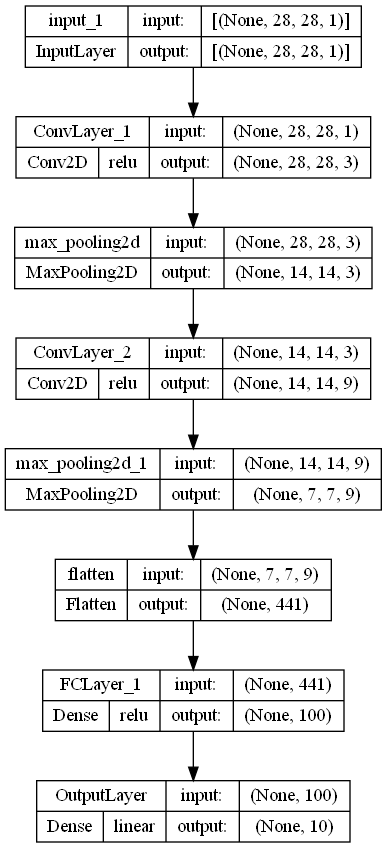 input_1 input: [(None, 28, 28, 1)]
InputLayer output: [(None, 28, 28, 1)]
ConvLayer_1 input: (None, 28, 28, 1)
Conv2D relu output: (None, 28, 28, 3)
max_pooling2d input: (None, 28, 28, 3)
MaxPooling2D output: (None, 14, 14, 3)
ConvLayer_2 input: (None, 14, 14, 3)
Conv2D relu output: (None, 14, 14, 9)
max_pooling2d_1 input: (None, 14, 14, 9)
MaxPooling2D output: (None, 7, 7, 9)
flatten input: (None, 7, 7, 9)
Flatten output: (None, 441)
FCLayer_1 input: (None, 441)
Dense relu output: (None, 100)
OutputLayer input: (None, 100)
Dense linear output: (None, 10)